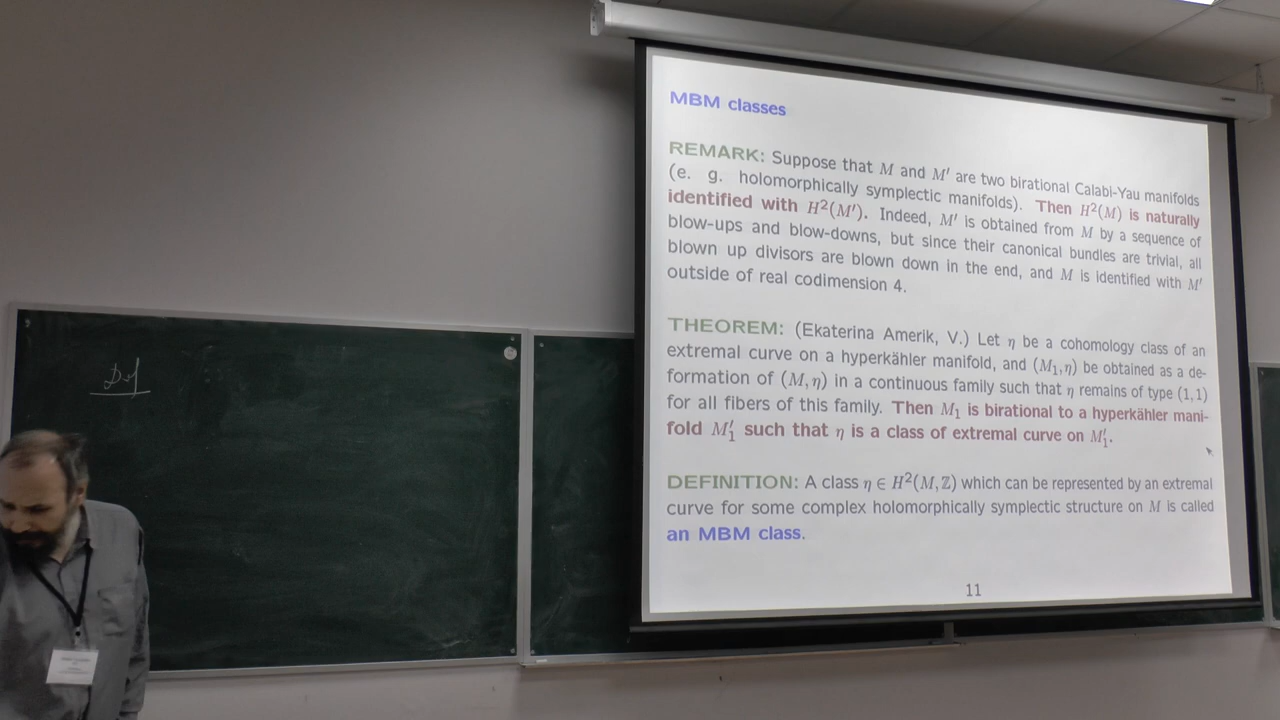 MBM classes
REMARK: Suppose that M and M′ are two birational Calabi-Yau manifolds
(e. g. holomorphically symplectic manifolds). Then H²(M) is naturally
identified with H²(M′). Indeed, M′ is obtained from M by a sequence of
blow-ups and blow-downs, but since their canonical bundles are trivial, all
blown up divisors are blown down in the end, and M is identified with M′
outside of real codimension 4.
THEOREM: (Ekaterina Amerik, V.) Let η be a cohomology class of an
extremal curve on a hyperkähler manifold, and (M₁,η) be obtained as a de-
formation of (M,η) in a continuous family such that η remains of type (1,1)
for all fibers of this family. Then M₁ is birational to a hyperkähler mani-
fold M₁′ such that η is a class of extremal curve on M₁′.
DEFINITION: A class η ∈ H²(M,ℤ) which can be represented by an extremal
curve for some complex holomorphically symplectic structure on M is called
an MBM class.
11